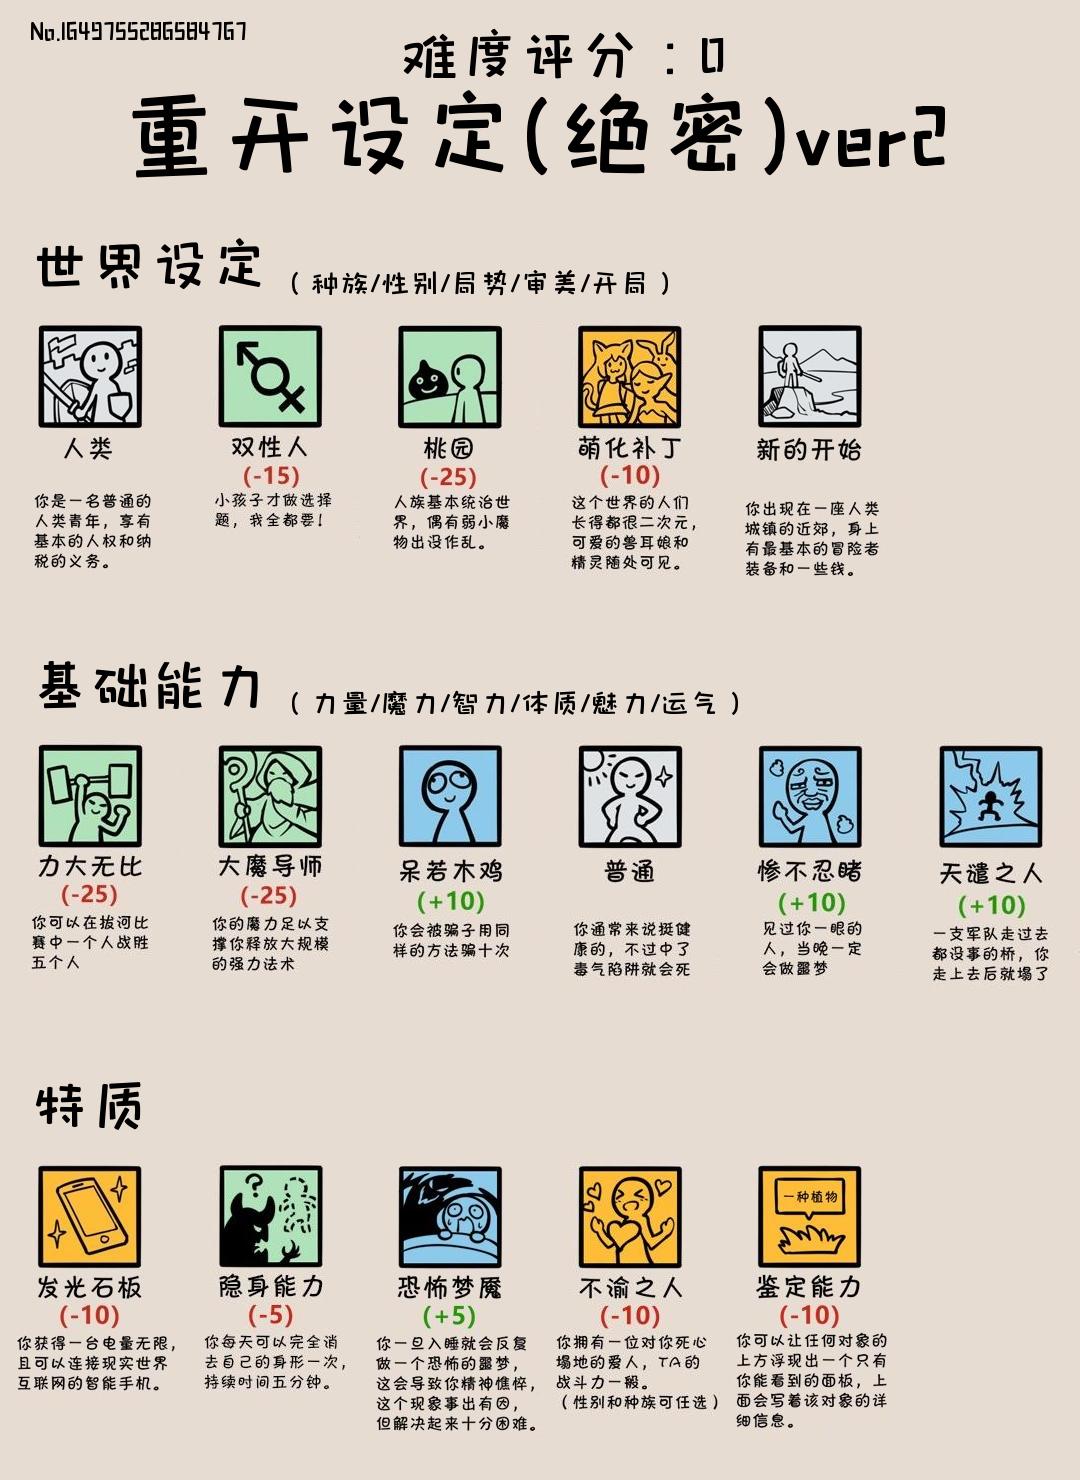 No.1649755286584767
难度评分：0
重开设定(绝密)ver2
世界设定（种族/性别/局势/审美/开局）
人类
你是一名普通的
人类青年，享有
基本的人权和纳
税的义务。
双性人
(-15)
小孩子才做选择
题，我全都要！
桃园
(-25)
人族基本统治世
界，偶有弱小魔
物出没作乱。
萌化补丁
(-10)
这个世界的人们
长得都很二次元，
可爱的兽耳娘和
精灵随处可见。
新的开始
你出现在一座人类
城镇的近郊，身上
有最基本的冒险者
装备和一些钱。
基础能力（力量/魔力/智力/体质/魅力/运气）
力大无比
(-25)
你可以在拔河比
赛中一个人战胜
五个人
大魔导师
(-25)
你的魔力足以支
撑你释放大规模
的强力法术
呆若木鸡
(+10)
你会被骗子用同
样的方法骗十次
普通
你通常来说挺健
康的，不过中了
毒气陷阱就会死
惨不忍睹
(+10)
见过你一眼的
人，当晚一定
会做噩梦
天谴之人
(+10)
一支军队走过去
都没事的桥，你
走上去后就塌了
特质
发光石板
(-10)
你获得一台电量无限，
且可以连接现实世界
互联网的智能手机。
隐身能力
(-5)
你每天可以完全消
去自己的身形一次，
持续时间五分钟。
恐怖梦魇
(+5)
你一旦入睡就会反复
做一个恐怖的噩梦，
这会导致你精神憔悴，
这个现象事出有因，
但解决起来十分困难。
不渝之人
(-10)
你拥有一位对你死心
塌地的爱人，TA的
战斗力一般。
（性别和种族可任选）
一种植物
鉴定能力
(-10)
你可以让任何对象的
上方浮现出一个只有
你能看到的面板，上
面会写着该对象的详
细信息。